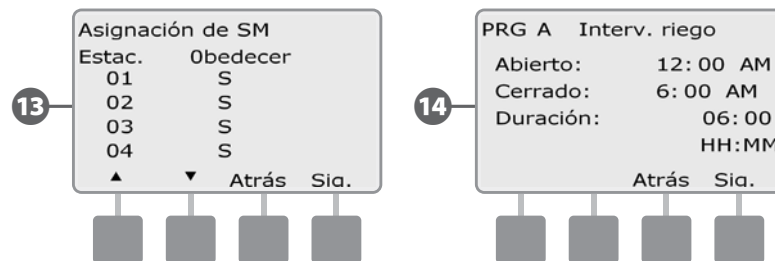 13
Asignación de SM
Estac. 0bedecer
01 S
02 S
03 S
04 S
Atrás Sig.
14
PRG A Interv. riego
Abierto: 12:00 AM
Cerrado: 6:00 AM
Duración: 06:00
HH:MM
Atrás Sig.